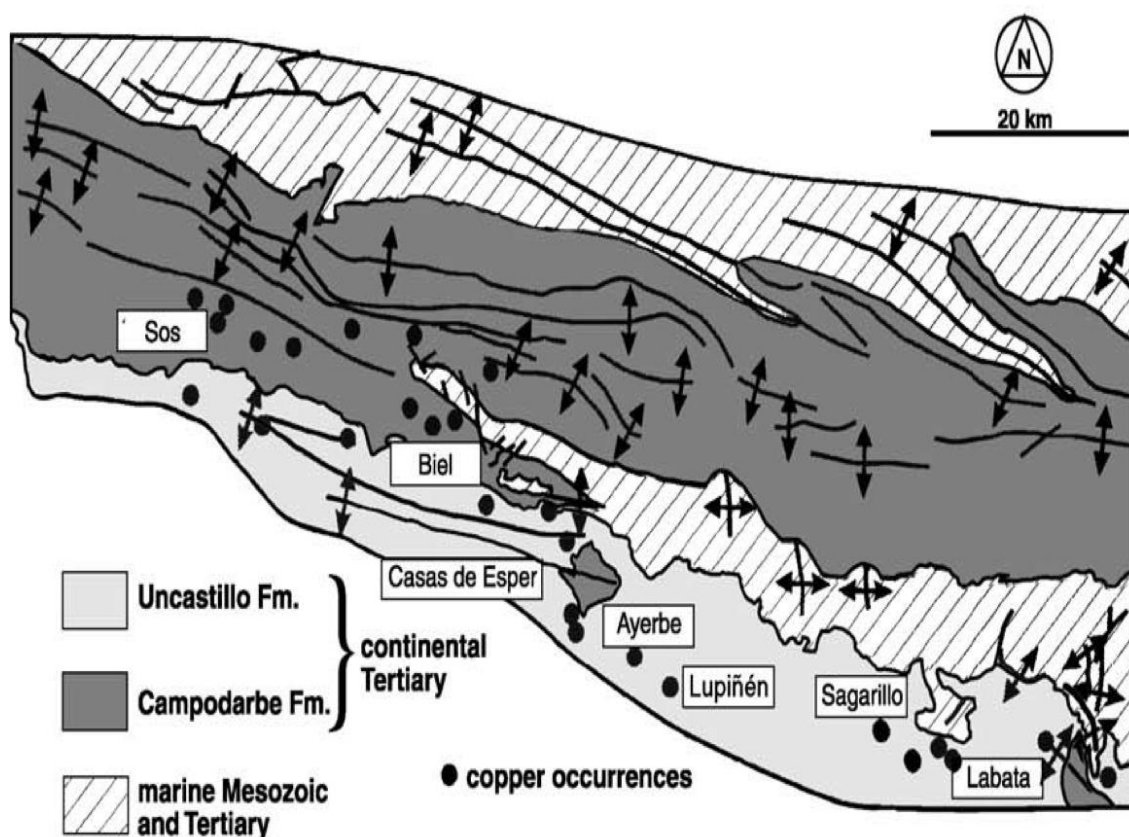 N
20 km
Sos
Biel
Casas de Esper
Ayerbe
Lupiñén
Sagarillo
Labata
Uncastillo Fm.
continental
Tertiary
Campodarbe Fm.
copper occurrences
marine Mesozoic
and Tertiary